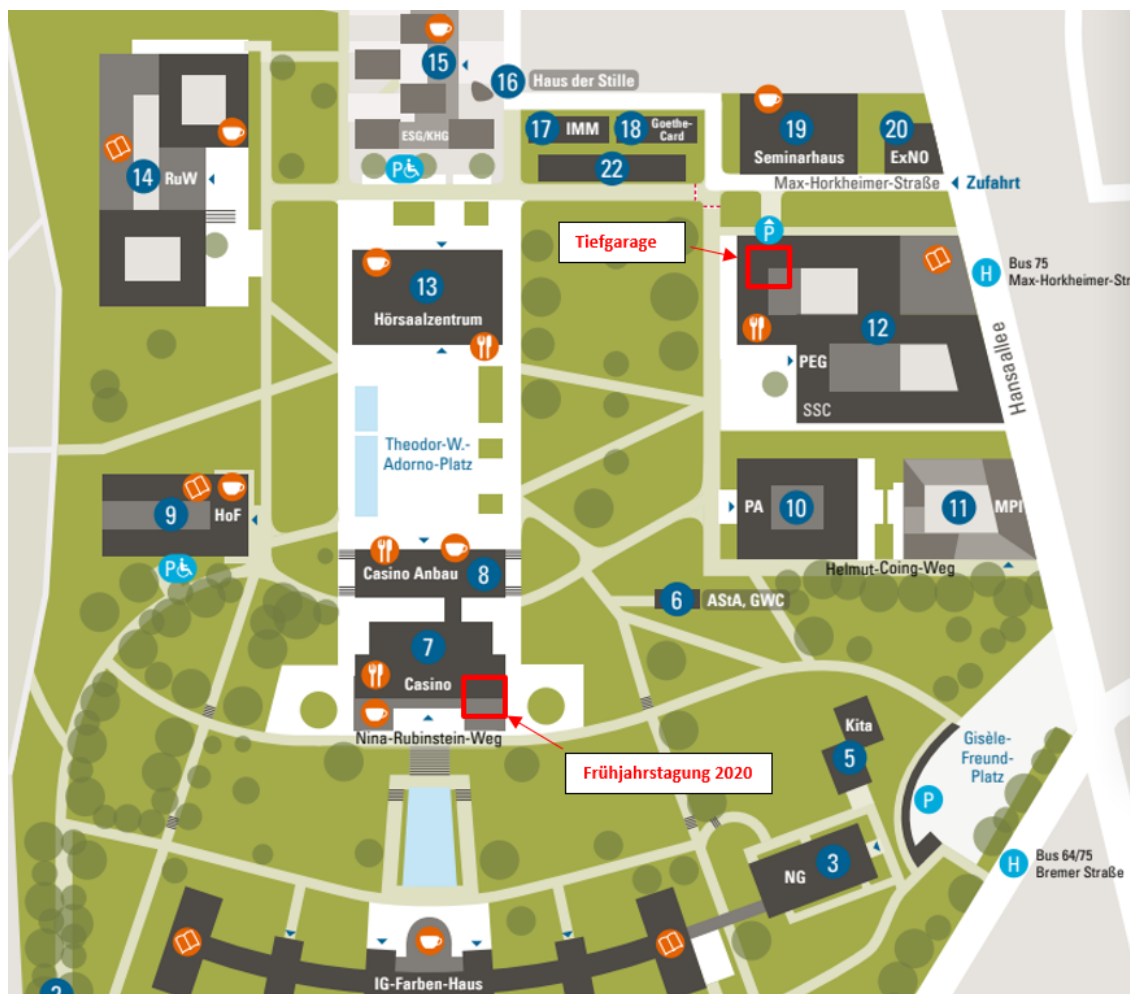 15
16
Haus der Stille
17
IMM
18
Goethe-
Card
19
Seminarhaus
20
ExNO
ESG/KHG
22
P
14
RuW
Max-Horkheimer-Straße
Zufahrt
Tiefgarage
P
H
Bus 75
Max-Horkheimer-Str
13
Hörsaalzentrum
12
PEG
SSC
Hansaallee
Theodor-W.-
Adorno-Platz
9
HoF
P
PA
10
11
MPI
Casino Anbau
8
Helmut-Coing-Weg
6
AStA, GWC
7
Casino
Nina-Rubinstein-Weg
Frühjahrstagung 2020
Kita
5
Gisèle-
Freund-
Platz
P
NG
3
H
Bus 64/75
Bremer Straße
IG-Farben-Haus